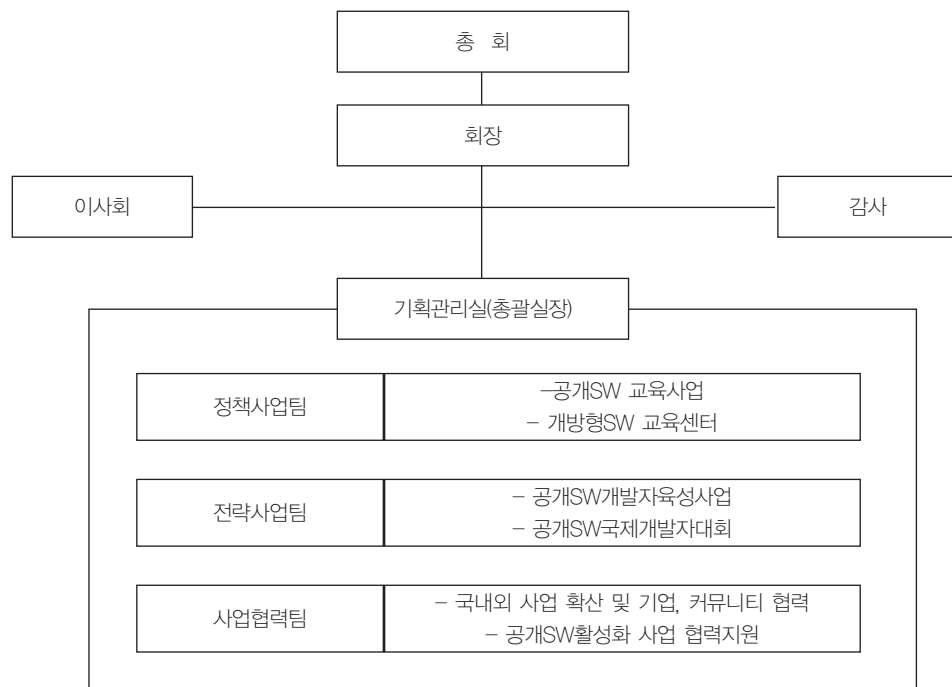 총 회
회장
이사회
감사
기획관리실(총괄실장)
정책사업팀
-공개SW 교육사업
- 개방형SW 교육센터
전략사업팀
- 공개SW개발자육성사업
- 공개SW국제개발자대회
사업협력팀
- 국내외 사업 확산 및 기업, 커뮤니티 협력
- 공개SW활성화 사업 협력지원